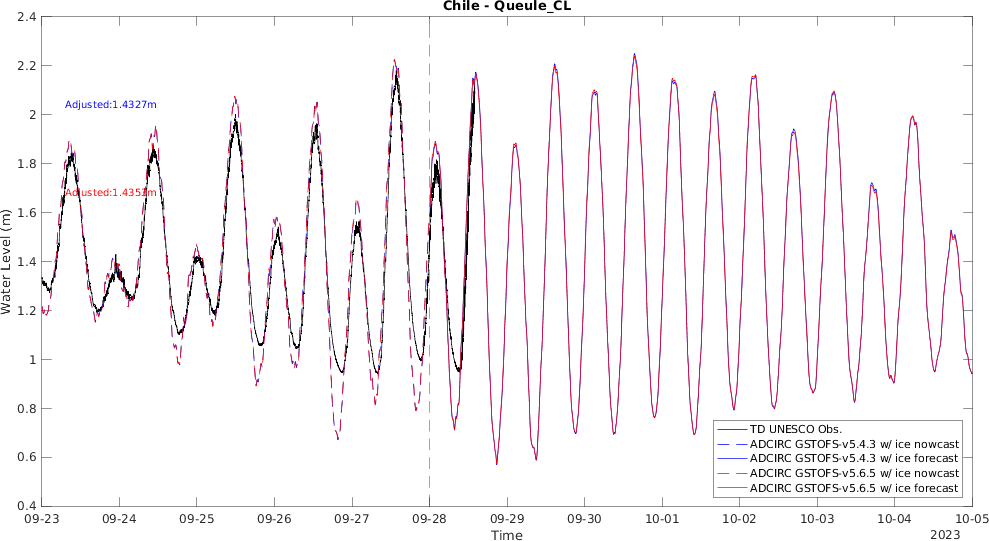 Chile - Queule_CL
2.4
2.2
2
1.8
1.6
1.4
1.2
1
0.8
0.6
0.4
Water Level (m)
Adjusted:1.4327m
Adjusted:1.4353m
TD UNESCO Obs.
ADCIRC GSTOFS-v5.4.3 w/ ice nowcast
ADCIRC GSTOFS-v5.4.3 w/ ice forecast
ADCIRC GSTOFS-v5.6.5 w/ ice nowcast
ADCIRC GSTOFS-v5.6.5 w/ ice forecast
09-23 09-24 09-25 09-26 09-27 09-28 09-29 09-30 10-01 10-02 10-03 10-04 10-05
Time
2023